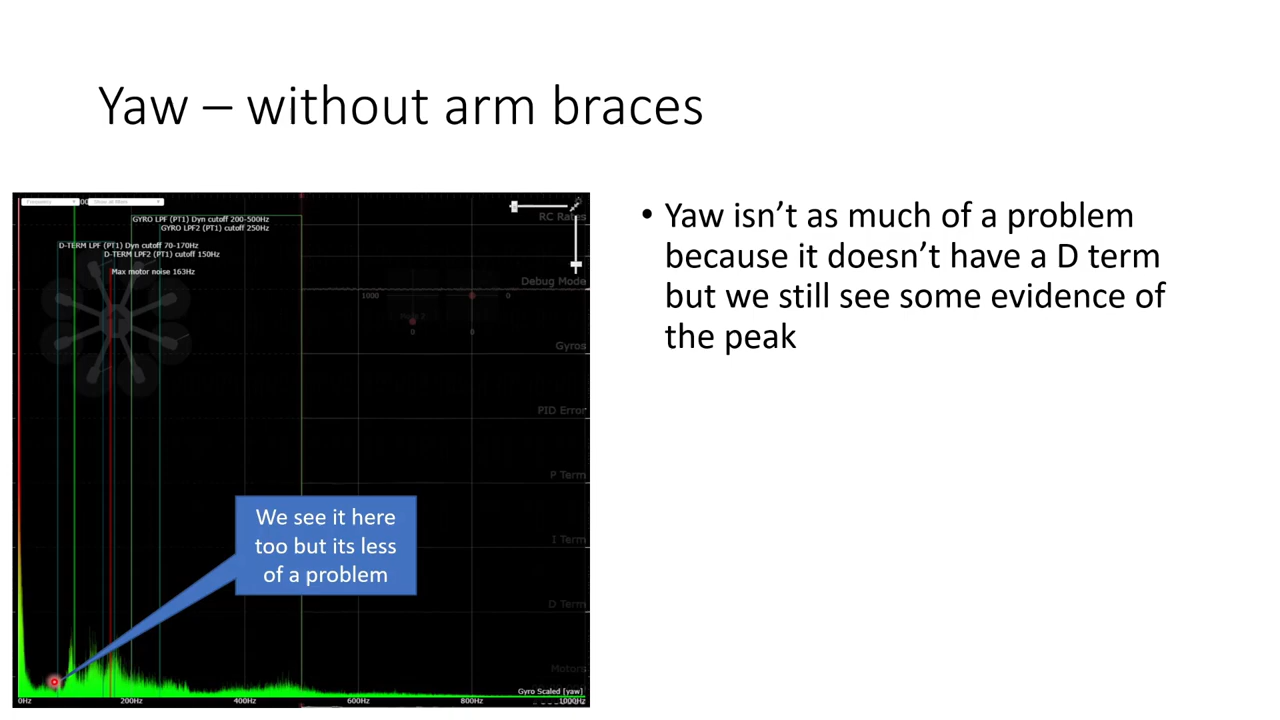 Yaw – without arm braces
GYRO LPF (PT1) Dyn cutoff 200-500Hz
GYRO LPF2 (PT1) cutoff 250Hz
D-TERM LPF (PT1) Dyn cutoff 70-170Hz
D-TERM LPF2 (PT1) cutoff 150Hz
Max motor noise 163Hz
RC Rates
Debug Mode
1000
0
0
0
Gyros
PID Error
P Term
I Term
D Term
Motors
We see it here
too but its less
of a problem
Gyro Scaled [yaw]
0Hz
200Hz
400Hz
600Hz
800Hz
1000Hz
• Yaw isn’t as much of a problem
because it doesn’t have a D term
but we still see some evidence of
the peak